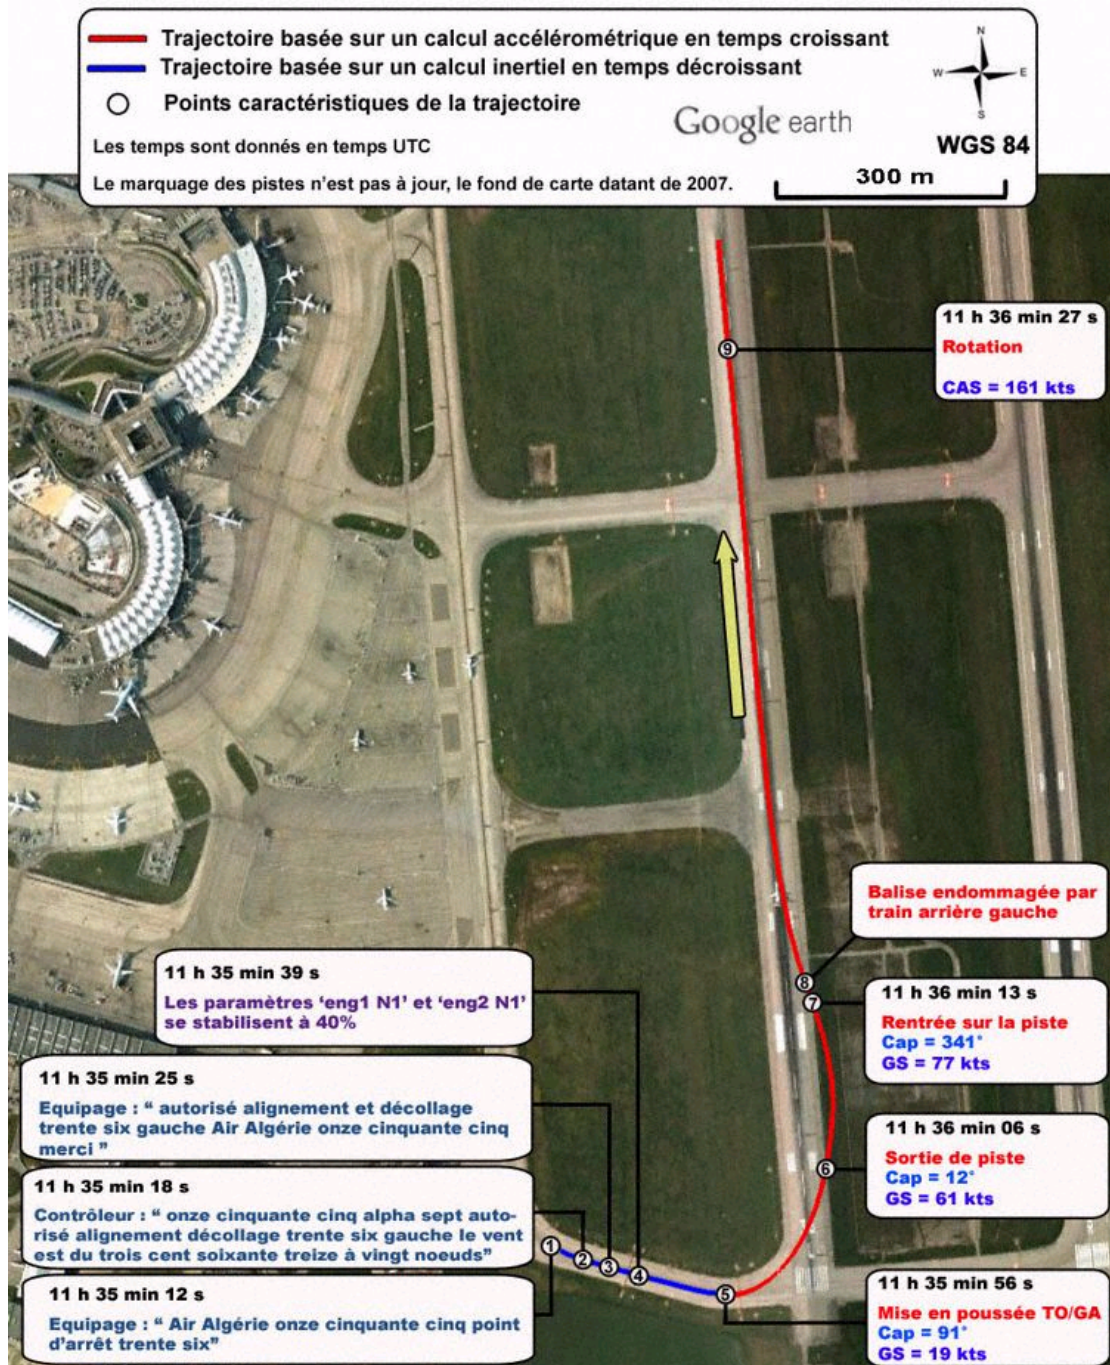 Trajectoire basée sur un calcul accélérométrique en temps croissant
Trajectoire basée sur un calcul inertiel en temps décroissant
Points caractéristiques de la trajectoire
Les temps sont donnés en temps UTC
Le marquage des pistes n'est pas à jour, le fond de carte datant de 2007.
Google earth
N
W
E
S
WGS 84
300 m
11 h 36 min 27 s
Rotation
CAS = 161 kts
9
Balise endommagée par
train arrière gauche
8
7
11 h 36 min 13 s
Rentrée sur la piste
Cap = 341°
GS = 77 kts
11 h 35 min 39 s
Les paramètres ‘eng1 N1’ et ‘eng2 N1’
se stabilisent à 40%
11 h 35 min 25 s
Equipage : “ autorisé alignement et décollage
trente six gauche Air Algérie onze cinquante cinq
merci ”
6
11 h 36 min 06 s
Sortie de piste
Cap = 12°
GS = 61 kts
11 h 35 min 18 s
Contrôleur : “ onze cinquante cinq alpha sept auto-
risé alignement décollage trente six gauche le vent
est du trois cent soixante treize à vingt noeuds”
1
2
3
4
5
11 h 35 min 12 s
Equipage : “ Air Algérie onze cinquante cinq point
d'arrêt trente six”
11 h 35 min 56 s
Mise en poussée TO/GA
Cap = 91°
GS = 19 kts